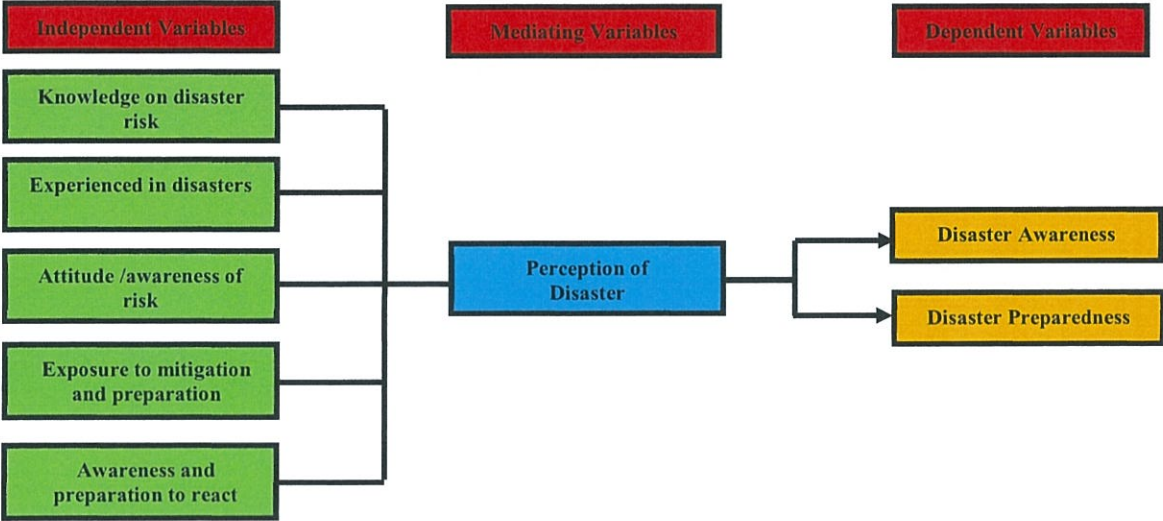 Independent Variables
Mediating Variables
Dependent Variables
Knowledge on disaster
risk
Experienced in disasters
Attitude /awareness of
risk
Exposure to mitigation
and preparation
Awareness and
preparation to react
Perception of
Disaster
Disaster Awareness
Disaster Preparedness